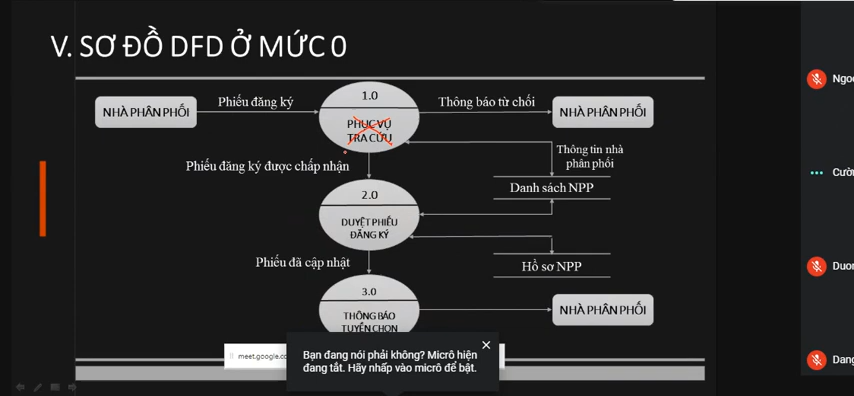 V. SƠ ĐỒ DFD Ở MỨC 0
NHÀ PHÂN PHỐI
Phiếu đăng ký
1.0
PHỤC VỤ
TRA CỨU
Thông báo từ chối
NHÀ PHÂN PHỐI
Thông tin nhà
phân phối
Phiếu đăng ký được chấp nhận
Danh sách NPP
2.0
DUYỆT PHIẾU
ĐĂNG KÝ
Phiếu đã cập nhật
Hồ sơ NPP
3.0
THÔNG BÁO
TUYỂN CHỌN
NHÀ PHÂN PHỐI
meet.google.co
Bạn đang nói phải không? Micrô hiện
đang tắt. Hãy nhấp vào micrô để bật.
Ngo
Cườn
Duon
Dang